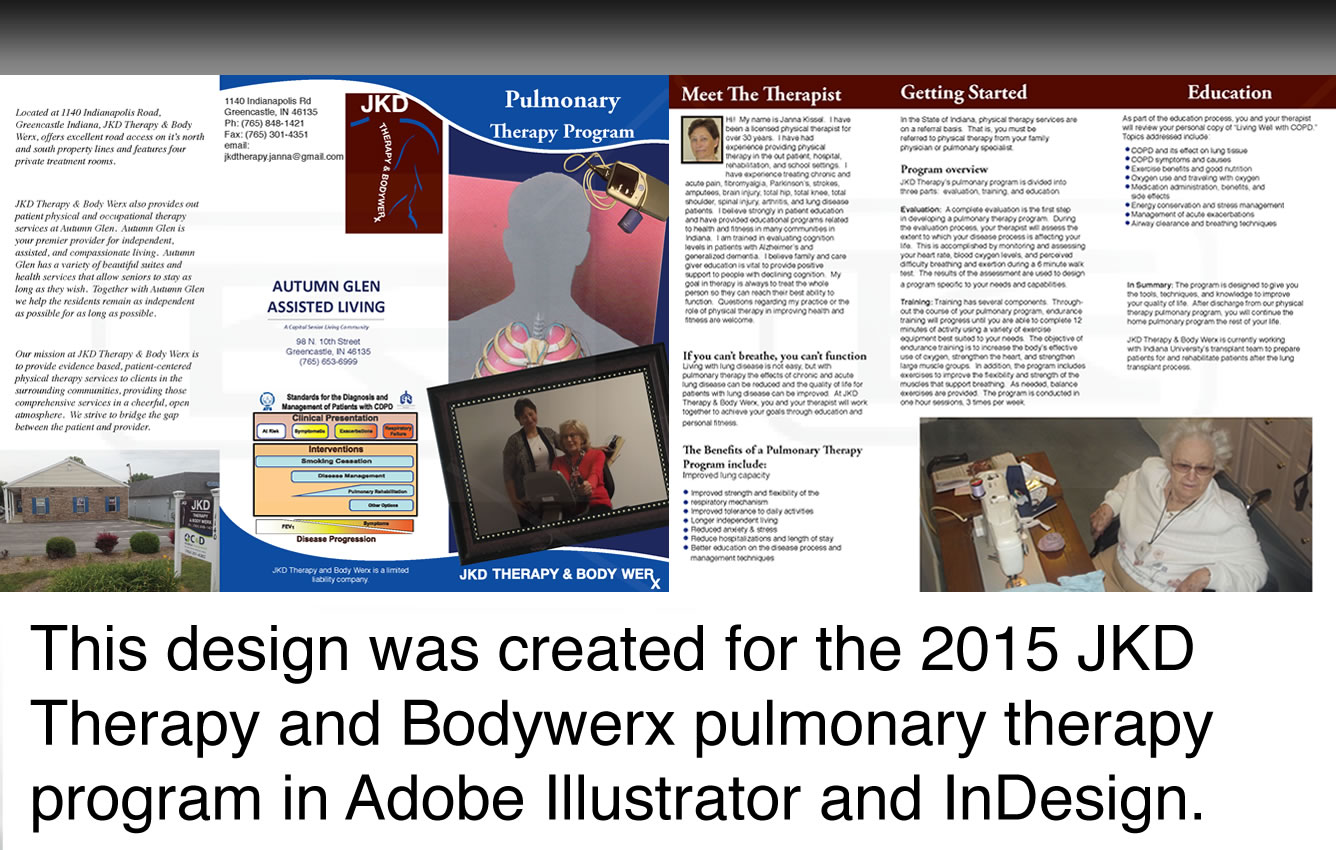 Located at 1140 Indianapolis Road,
Greencastle Indiana, JKD Therapy & Body
Werx, offers excellent road access on it's north
and south property lines and features four
private treatment rooms.
JKD Therapy & Body Werx also provides out
patient physical and occupational therapy
services at Autumn Glen. Autumn Glen is
your premier provider for independent,
assisted, and compassionate living. Autumn
Glen has a variety of beautiful suites and
health services that allow seniors to stay as
long as they wish. Together with Autumn Glen
we help the residents remain as independent
as possible for as long as possible.
Our mission at JKD Therapy & Body Werx is
to provide evidence based, patient-centered
physical therapy services to clients in the
surrounding communities, providing those
comprehensive services in a cheerful, open
atmosphere. We strive to bridge the gap
between the patient and provider.
JKD
THERAPY
& BODY WERX
1140 Indianapolis Rd
Greencastle, IN 46135
Ph: (765) 848-1421
Fax: (765) 301-4351
email:
jkdtherapy.janna@gmail.com
JKD
THERAPY & BODYWERX
AUTUMN GLEN
ASSISTED LIVING
A Capital Senior Living Community
98 N. 10th Street
Greencastle, IN 46135
(765) 653-6999
Standards for the Diagnosis and
Management of Patients with COPD
Clinical Presentation
At Risk
Symptomatic
Exacerbations
Respiratory
Failure
Interventions
Smoking Cessation
Disease Management
Pulmonary Rehabilitation
Other Options
FEV1
Symptoms
Disease Progression
JKD Therapy and Body Werx is a limited
liability company.
Pulmonary
Therapy Program
JKD THERAPY & BODY WERX
Meet The Therapist
Hi! My name is Janna Kissel. I have
been a licensed physical therapist for
over 30 years. I have had
experience providing physical
therapy in the out patient, hospital,
rehabilitation, and school settings. I
have experience treating chronic and
acute pain, fibromyalgia, Parkinson's, strokes,
amputees, brain injury, total hip, total knee, total
shoulder, spinal injury, arthritis, and lung disease
patients. I believe strongly in patient education
and have provided educational programs related
to health and fitness in many communities in
Indiana. I am trained in evaluating cognition
levels in patients with Alzheimer's and
generalized dementia. I believe family and care
giver education is vital to provide positive
support to people with declining cognition. My
goal in therapy is always to treat the whole
person so they can reach their best ability to
function. Questions regarding my practice or the
role of physical therapy in improving health and
fitness are welcome.
If you can't breathe, you can't function
Living with lung disease is not easy, but with
pulmonary therapy the effects of chronic and acute
lung disease can be reduced and the quality of life for
patients with lung disease can be improved. At JKD
Therapy & Body Werx, you and your therapist will work
together to achieve your goals through education and
personal fitness.
The Benefits of a Pulmonary Therapy
Program include:
Improved lung capacity
• Improved strength and flexibility of the
• respiratory mechanism
• Improved tolerance to daily activities
• Longer independent living
• Reduced anxiety & stress
• Reduce hospitalizations and length of stay
• Better education on the disease process and
management techniques
Getting Started
In the State of Indiana, physical therapy services are
on a referral basis. That is, you must be
referred to physical therapy from your family
physician or pulmonary specialist.
Program overview
JKD Therapy's pulmonary program is divided into
three parts: evaluation, training, and education.
Evaluation: A complete evaluation is the first step
in developing a pulmonary therapy program. During
the evaluation process, your therapist will assess the
extent to which your disease process is affecting your
life. This is accomplished by monitoring and assessing
your heart rate, blood oxygen levels, and perceived
difficulty breathing and exertion during a 6 minute walk
test. The results of the assessment are used to design
a program specific to your needs and capabilities.
Training: Training has several components. Through-
out the course of your pulmonary program, endurance
training will progress until you are able to complete 12
minutes of activity using a variety of exercise
equipment best suited to your needs. The objective of
endurance training is to increase the body's effective
use of oxygen, strengthen the heart, and strengthen
large muscle groups. In addition, the program includes
exercises to improve the flexibility and strength of the
muscles that support breathing. As needed, balance
exercises are provided. The program is conducted in
one hour sessions, 3 times per week.
Education
As part of the education process, you and your therapist
will review your personal copy of "Living Well with COPD."
Topics addressed include:
• COPD and its effect on lung tissue
• COPD symptoms and causes
• Exercise benefits and good nutrition
• Oxygen use and traveling with oxygen
• Medication administration, benefits, and
side effects
• Energy conservation and stress management
• Management of acute exacerbations
• Airway clearance and breathing techniques
In Summary: The program is designed to give you
the tools, techniques, and knowledge to improve
your quality of life. After discharge from our physical
therapy pulmonary program, you will continue the
home pulmonary program the rest of your life.
JKD Therapy & Body Werx is currently working
with Indiana University's transplant team to prepare
patients for and rehabilitate patients after the lung
transplant process.
This design was created for the 2015 JKD
Therapy and Bodywerx pulmonary therapy
program in Adobe Illustrator and InDesign.